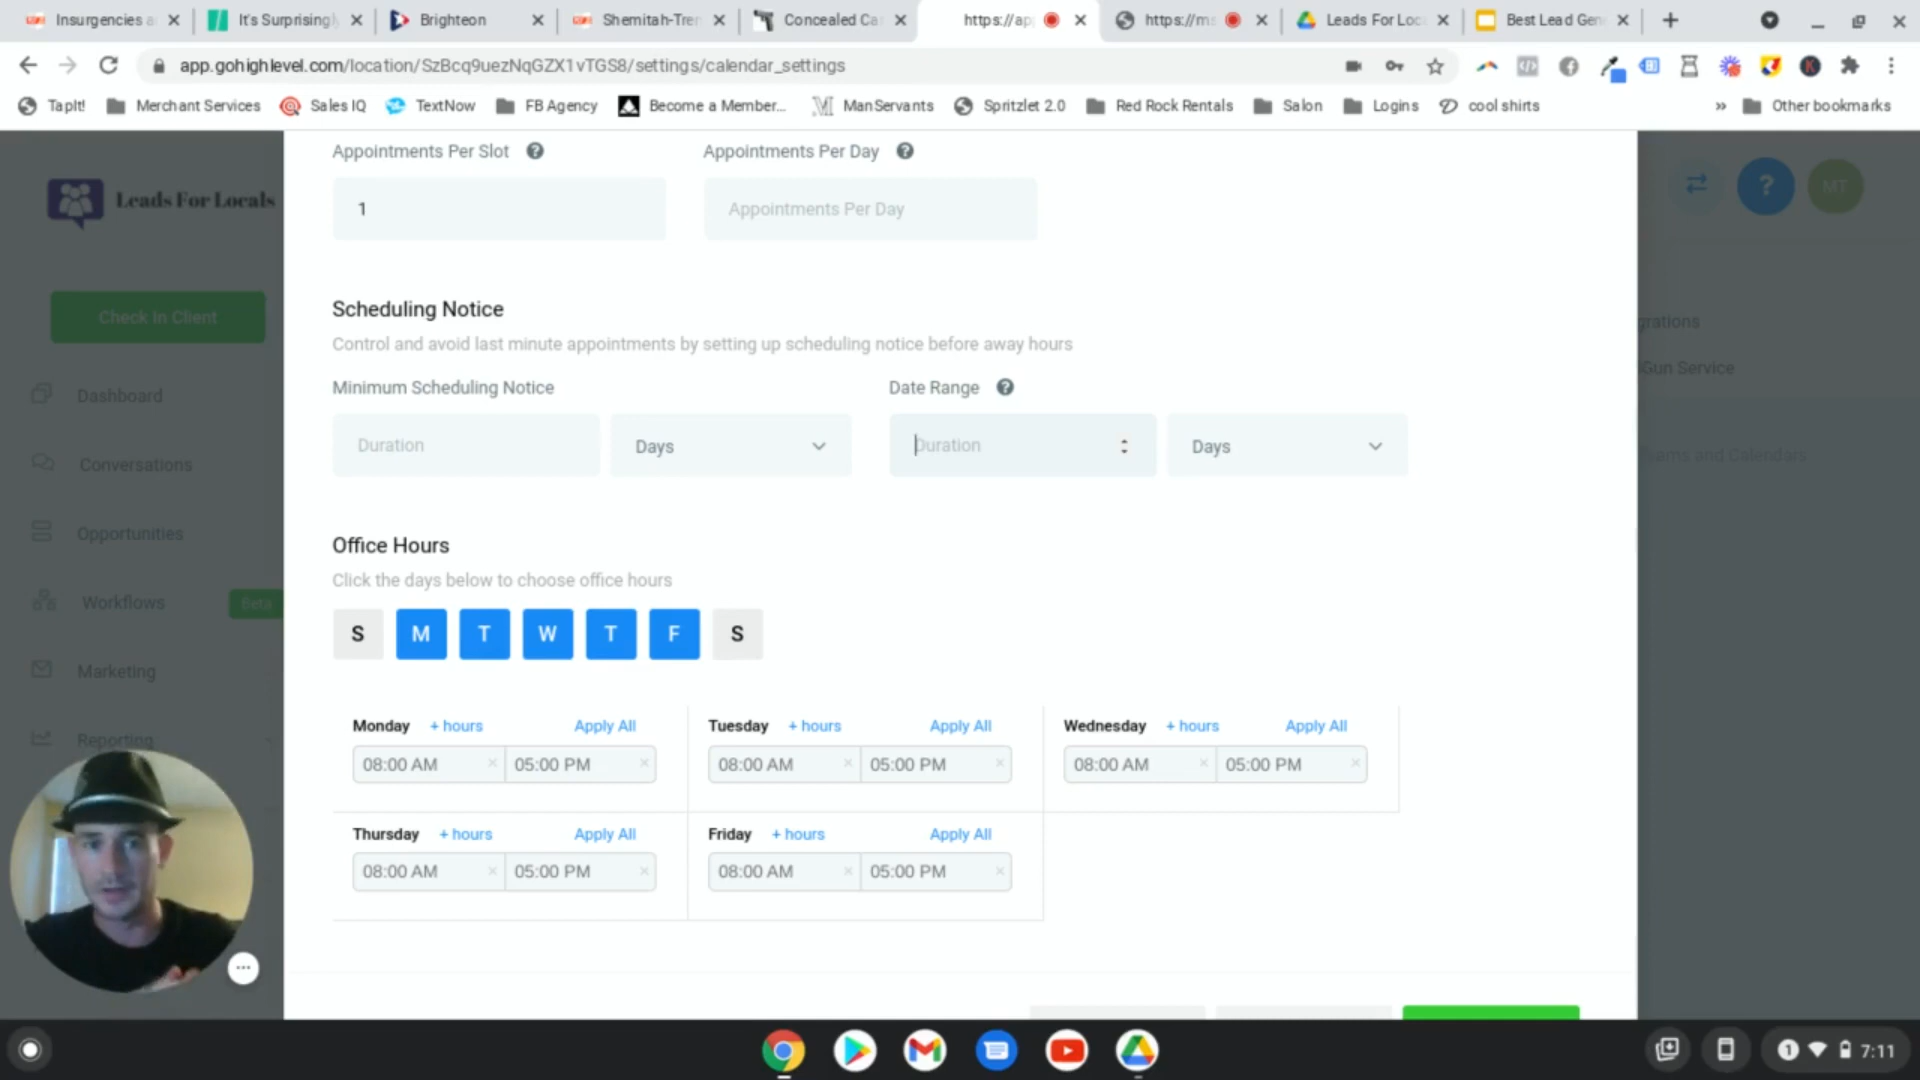 Insurgencies a
It's Surprisingly
Brighteon
Shemitah-Tren
Concealed Ca
https://ap
https://m
Leads For Loc
Best Lead Gen
app.gohighlevel.com/location/SzBcq9uezNqGZX1vTGS8/settings/calendar_settings
TapIt!
Merchant Services
Sales IQ
TextNow
FB Agency
Become a Member...
ManServants
Spritzlet 2.0
Red Rock Rentals
Salon
Logins
cool shirts
»
Other bookmarks
Leads For Locals
Check In Client
Dashboard
Conversations
Opportunities
Workflows
Beta
Marketing
Reporting
Appointments Per Slot ?
Appointments Per Day ?
1
Appointments Per Day
Scheduling Notice
Control and avoid last minute appointments by setting up scheduling notice before away hours
Minimum Scheduling Notice
Date Range ?
Duration
Days
Duration
Days
Office Hours
Click the days below to choose office hours
S M T W T F S
Monday + hours Apply All
08:00 AM × 05:00 PM ×
Tuesday + hours Apply All
08:00 AM × 05:00 PM ×
Wednesday + hours Apply All
08:00 AM × 05:00 PM ×
Thursday + hours Apply All
08:00 AM × 05:00 PM ×
Friday + hours Apply All
08:00 AM × 05:00 PM ×
?
MT
grations
Gun Service
Teams and Calendars
1
7:11